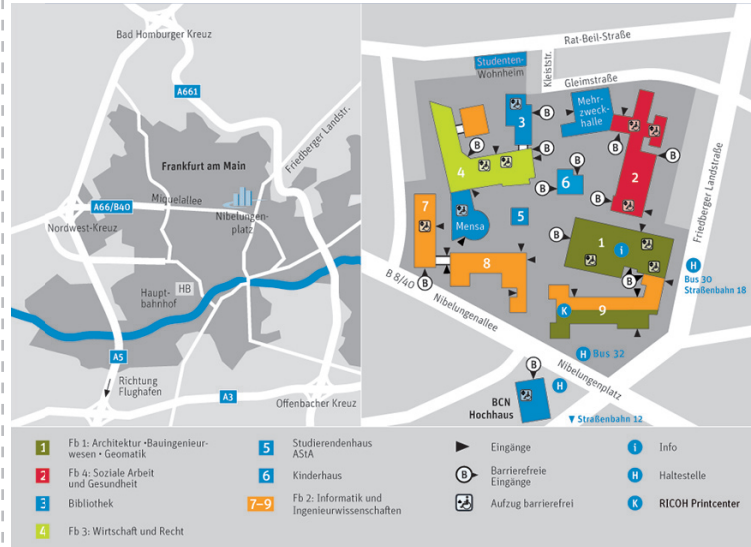 Bad Homburger Kreuz
A661
Friedberger Landstr.
Frankfurt am Main
Miquelallee
A66/B40
Nibelungen-
platz
Nordwest-Kreuz
HB
Haupt-
bahnhof
A5
Richtung
Flughafen
A3
Offenbacher Kreuz
Rat-Beil-Straße
Studenten-
Wohnheim
Kleiststr.
Gleimstraße
Mehr-
zweck-
halle
3
B
B
B
B
B
4
2
6
B
B
7
Mensa
5
B
Friedberger Landstraße
B
1
i
8
H
Bus 30
Straßenbahn 18
B 8/40
B
B
Nibelungenallee
K
9
H Bus 32
Nibelungenplatz
B
H
BCN
Hochhaus
Straßenbahn 12
1 Fb 1: Architektur •Bauingenieur-
wesen • Geomatik
2 Fb 4: Soziale Arbeit
und Gesundheit
3 Bibliothek
4 Fb 3: Wirtschaft und Recht
5 Studierendenhaus
AStA
6 Kinderhaus
7–9 Fb 2: Informatik und
Ingenieurwissenschaften
Eingänge
B Barrierefreie
Eingänge
Aufzug barrierefrei
i Info
H Haltestelle
K RICOH Printcenter